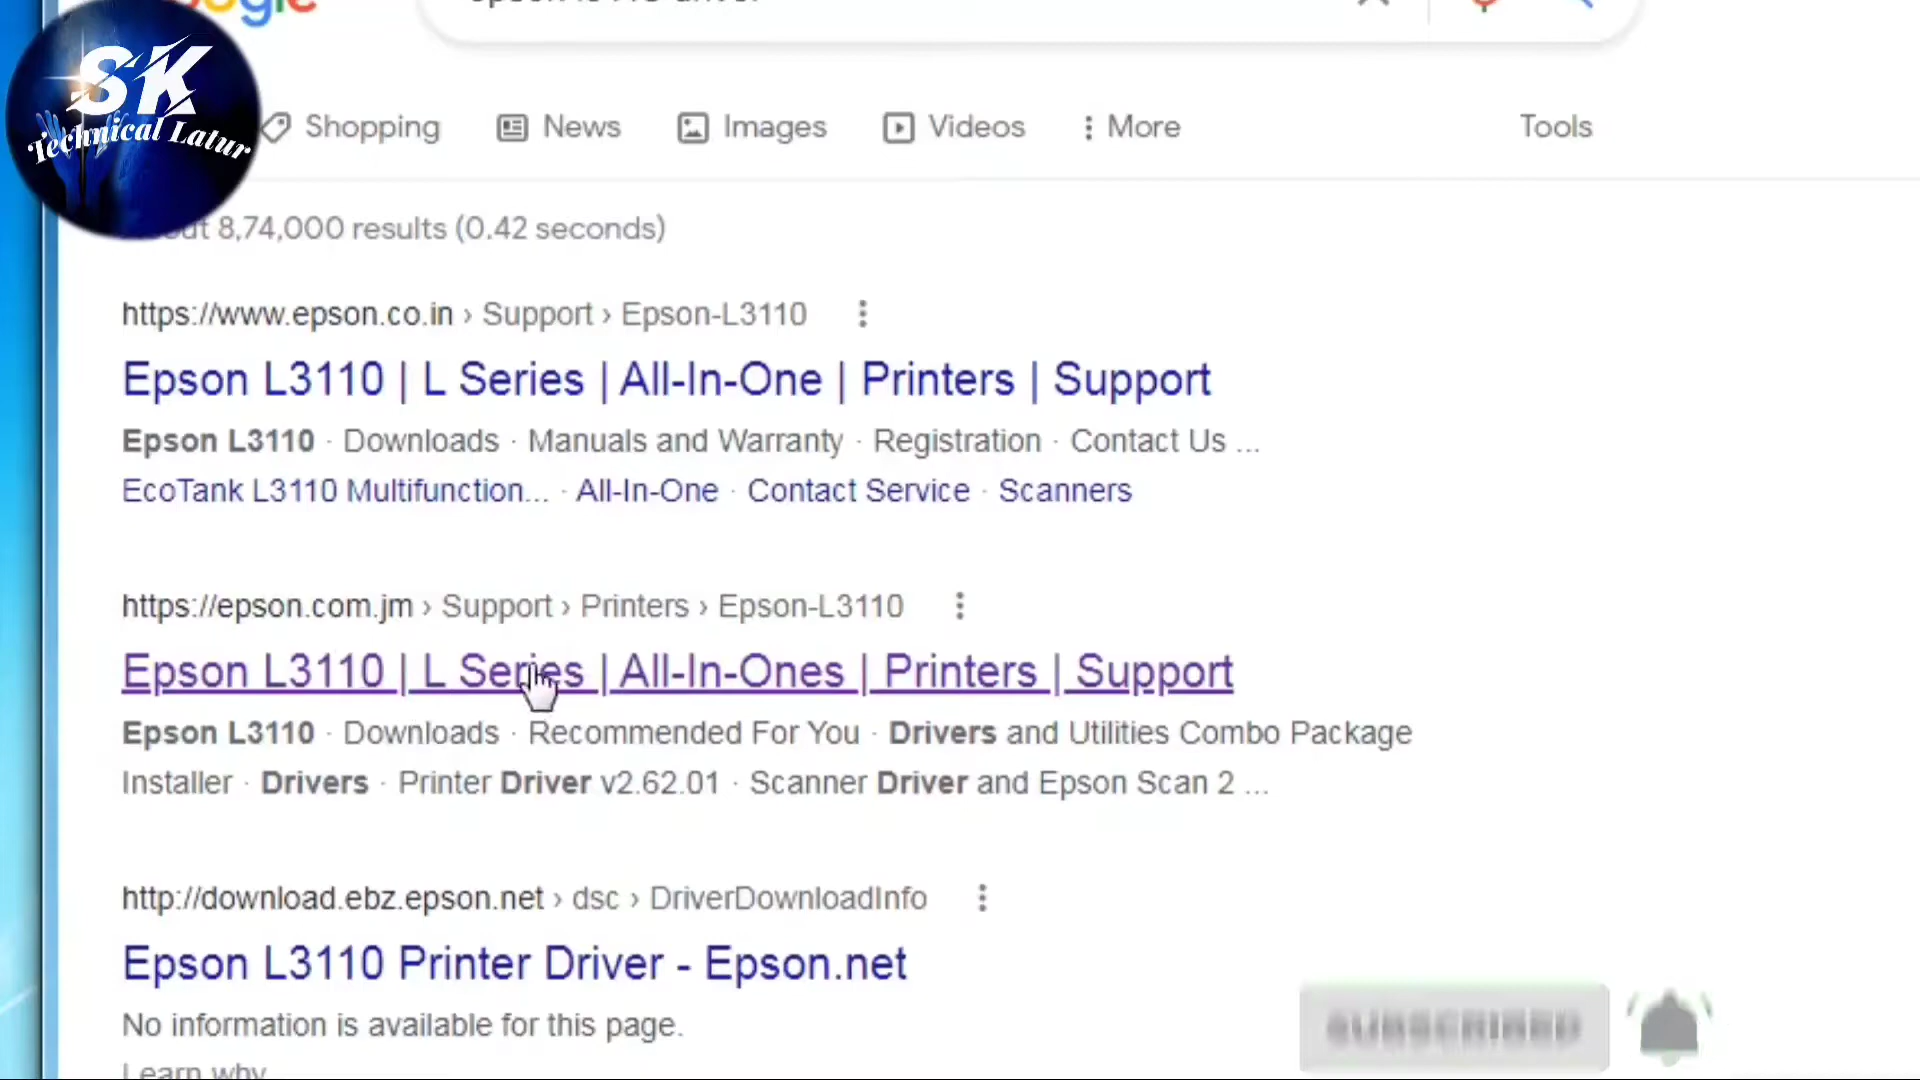 SK
Technical Latur
Shopping
News
Images
Videos
More
Tools
8,74,000 results (0.42 seconds)
https://www.epson.co.in › Support › Epson-L3110
Epson L3110 | L Series | All-In-One | Printers | Support
Epson L3110 · Downloads · Manuals and Warranty · Registration · Contact Us ...
EcoTank L3110 Multifunction... · All-In-One · Contact Service · Scanners
https://epson.com.jm › Support › Printers › Epson-L3110
Epson L3110 | L Series | All-In-Ones | Printers | Support
Epson L3110 · Downloads · Recommended For You · Drivers and Utilities Combo Package
Installer · Drivers · Printer Driver v2.62.01 · Scanner Driver and Epson Scan 2 ...
http://download.ebz.epson.net › dsc › DriverDownloadInfo
Epson L3110 Printer Driver - Epson.net
No information is available for this page.
Learn why
SUBSCRIBED